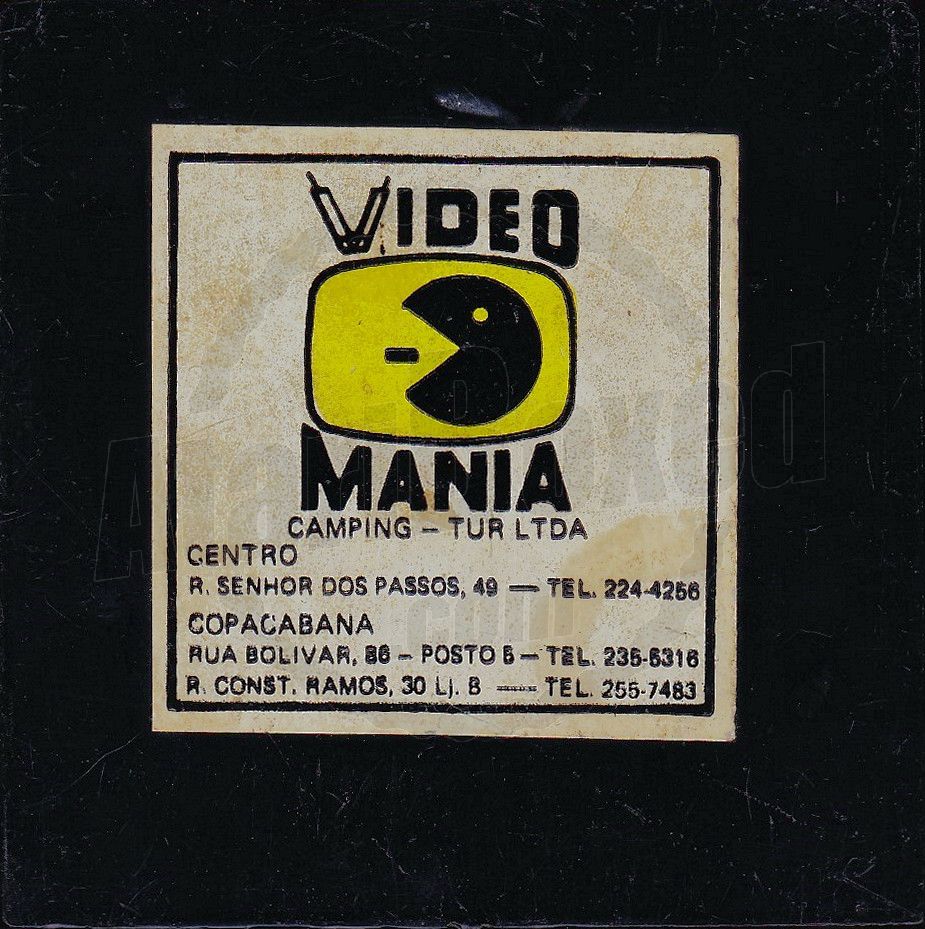 VIDEO
MANIA
CAMPING – TUR LTDA
CENTRO
R. SENHOR DOS PASSOS, 49 — TEL. 224-4256
COPACABANA
RUA BOLIVAR, 86 – POSTO 5 – TEL. 235-5316
R. CONST. RAMOS, 30 Lj. B — TEL. 255-7483